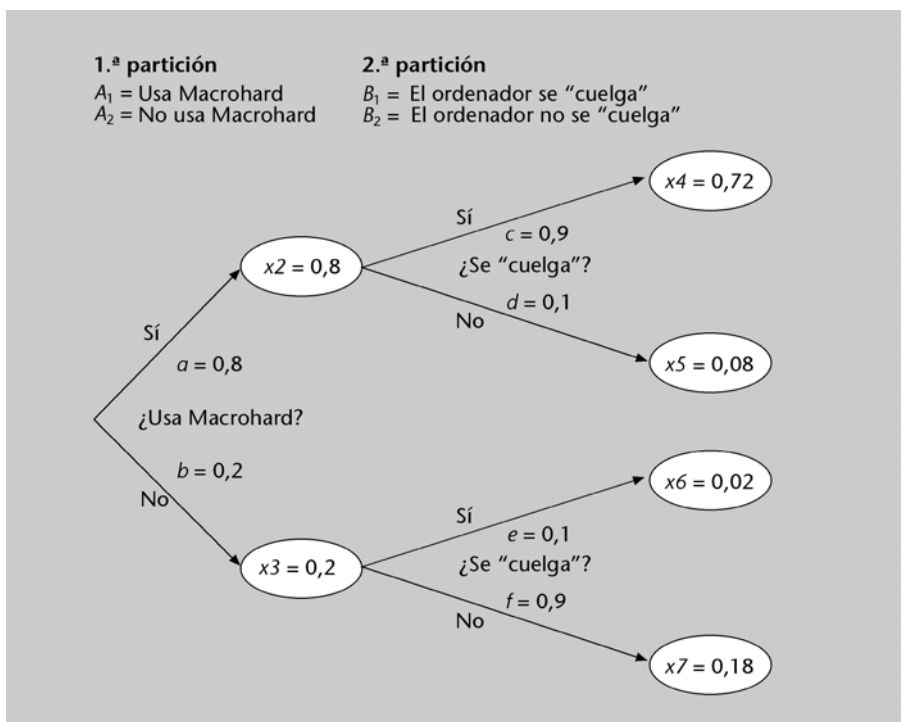 1.ª partición
A₁ = Usa Macrohard
A₂ = No usa Macrohard
2.ª partición
B₁ = El ordenador se “cuelga”
B₂ = El ordenador no se “cuelga”
x4 = 0,72
Sí
c = 0,9
x2 = 0,8
¿Se “cuelga”?
d = 0,1
No
Sí
x5 = 0,08
a = 0,8
¿Usa Macrohard?
b = 0,2
No
x6 = 0,02
Sí
e = 0,1
x3 = 0,2
¿Se “cuelga”?
f = 0,9
No
x7 = 0,18